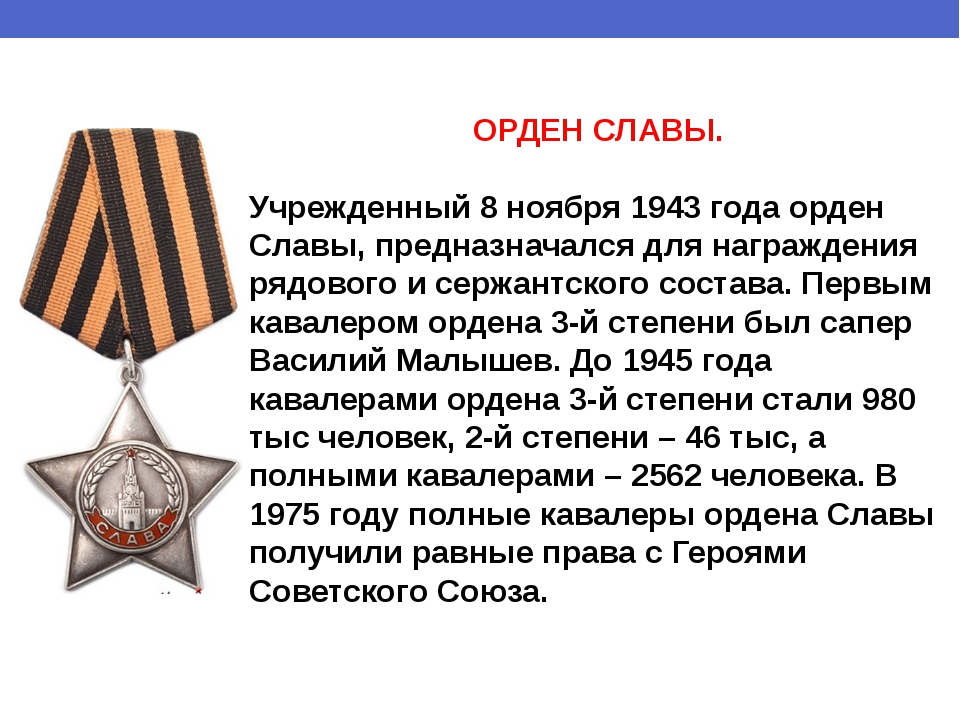 ОРДЕН СЛАВЫ.
Учрежденный 8 ноября 1943 года орден
Славы, предназначался для награждения
рядового и сержантского состава. Первым
кавалером ордена 3-й степени был сапер
Василий Малышев. До 1945 года
кавалерами ордена 3-й степени стали 980
тыс человек, 2-й степени – 46 тыс, а
полными кавалерами – 2562 человека. В
1975 году полные кавалеры ордена Славы
получили равные права с Героями
Советского Союза.
СЛАВА